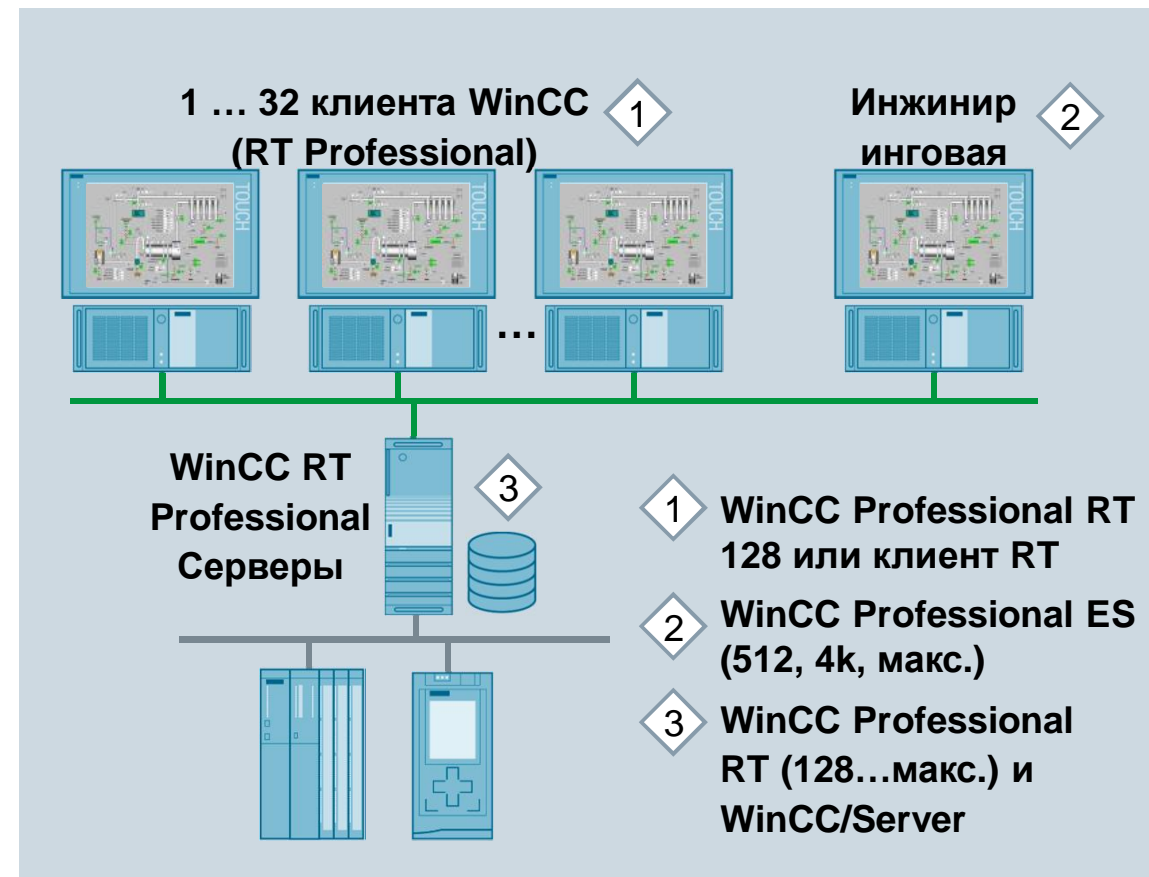 1 … 32 клиента WinCC
(RT Professional)
1
Инжинир
инговая
2
TOUCH
TOUCH
TOUCH
TOUCH
…
WinCC RT
Professional
Серверы
3
1
WinCC Professional RT
128 или клиент RT
2
WinCC Professional ES
(512, 4k, макс.)
3
WinCC Professional
RT (128…макс.) и
WinCC/Server